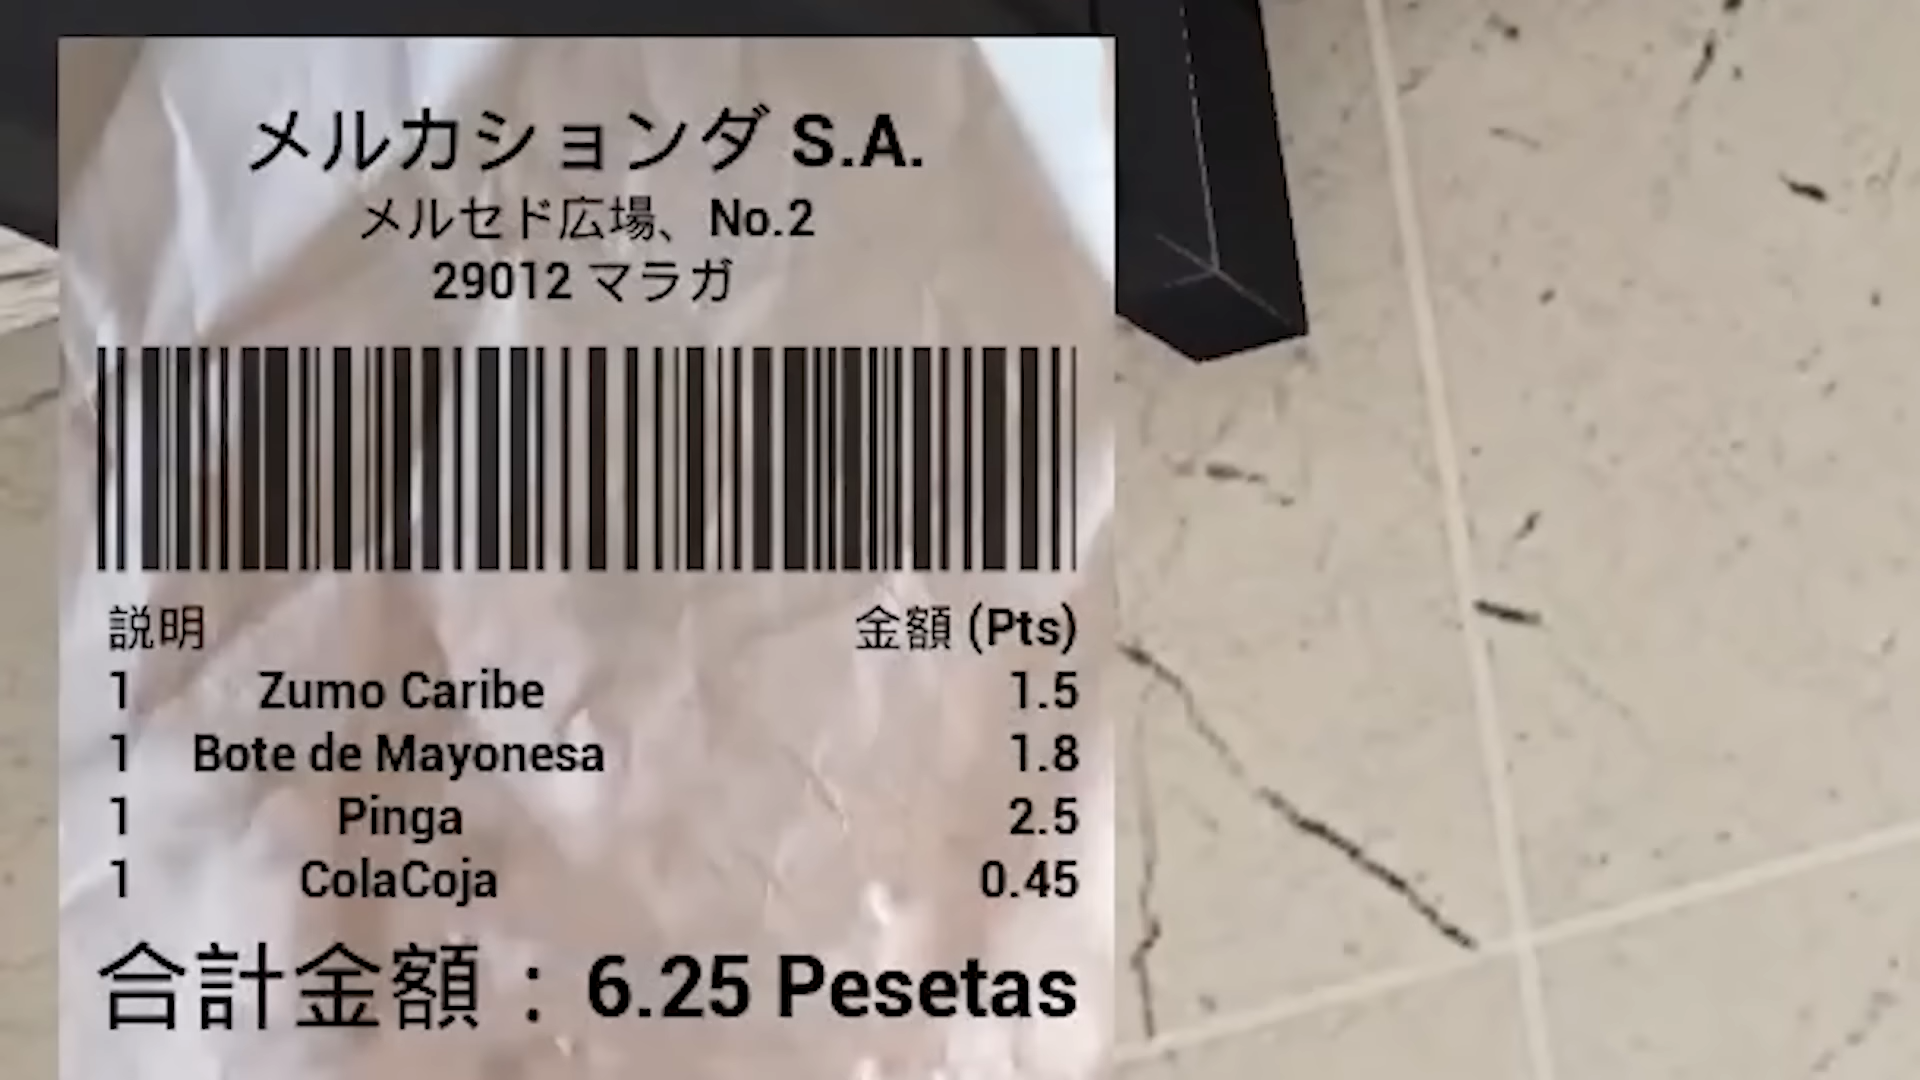 メルカションダ S.A.
メルセド広場、No.2
29012 マラガ
説明 金額 (Pts)
1 Zumo Caribe 1.5
1 Bote de Mayonesa 1.8
1 Pinga 2.5
1 ColaCoja 0.45
合計金額：6.25 Pesetas